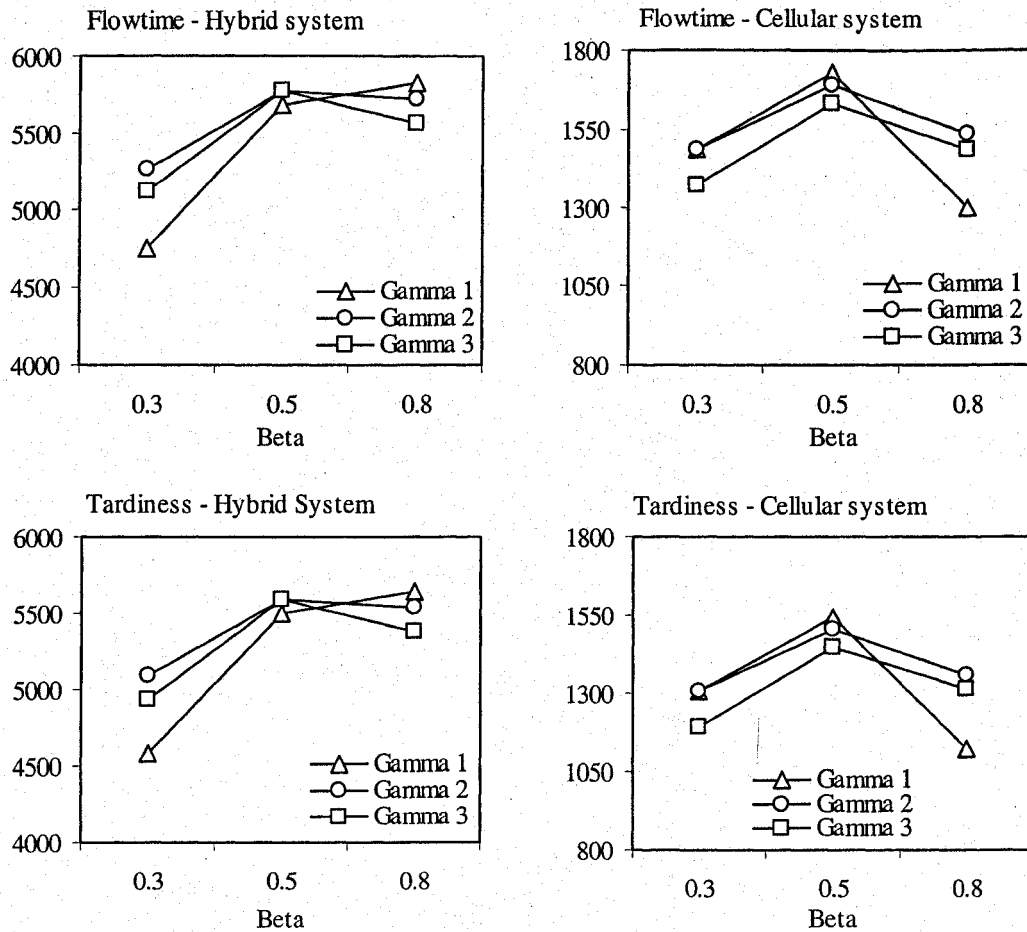 Flowtime - Hybrid system
6000
5500
5000
4500
4000
Gamma 1
Gamma 2
Gamma 3
0.3 0.5 0.8
Beta
Flowtime - Cellular system
1800
1550
1300
1050
800
Gamma 1
Gamma 2
Gamma 3
0.3 0.5 0.8
Beta
Tardiness - Hybrid System
6000
5500
5000
4500
4000
Gamma 1
Gamma 2
Gamma 3
0.3 0.5 0.8
Beta
Tardiness - Cellular system
1800
1550
1300
1050
800
Gamma 1
Gamma 2
Gamma 3
0.3 0.5 0.8
Beta